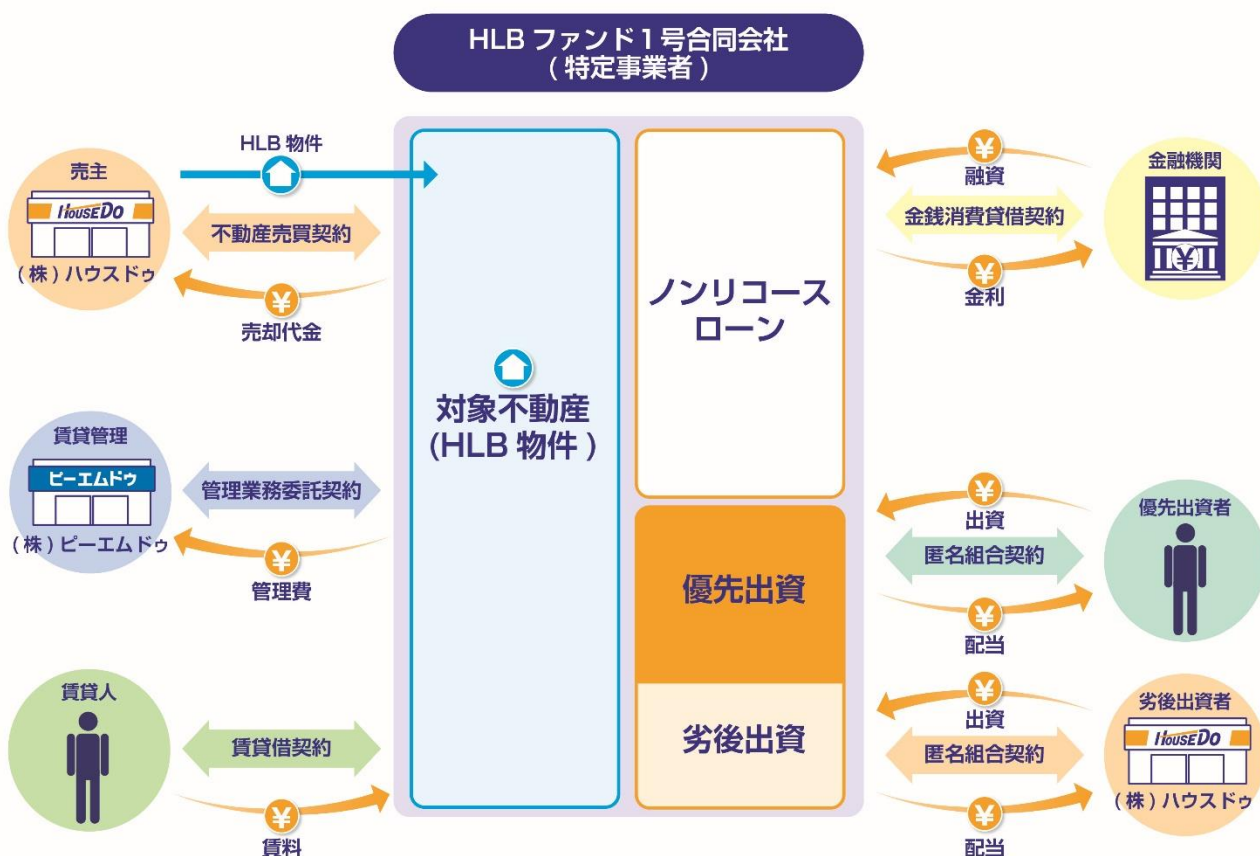 HLB ファンド1号合同会社
( 特定事業者 )
HLB 物件
売主
HOUSEDO
(株)ハウスドゥ
不動産売買契約
¥
売却代金
賃貸管理
ピーエムドゥ
(株)ピーエムドゥ
管理業務委託契約
¥
管理費
賃貸人
賃貸借契約
¥
賃料
対象不動産
(HLB 物件)
ノンリコース
ローン
優先出資
劣後出資
¥
融資
金銭消費貸借契約
¥
金利
金融機関
¥
¥
出資
匿名組合契約
¥
配当
優先出資者
¥
出資
匿名組合契約
¥
配当
劣後出資者
HOUSEDO
(株)ハウスドゥ